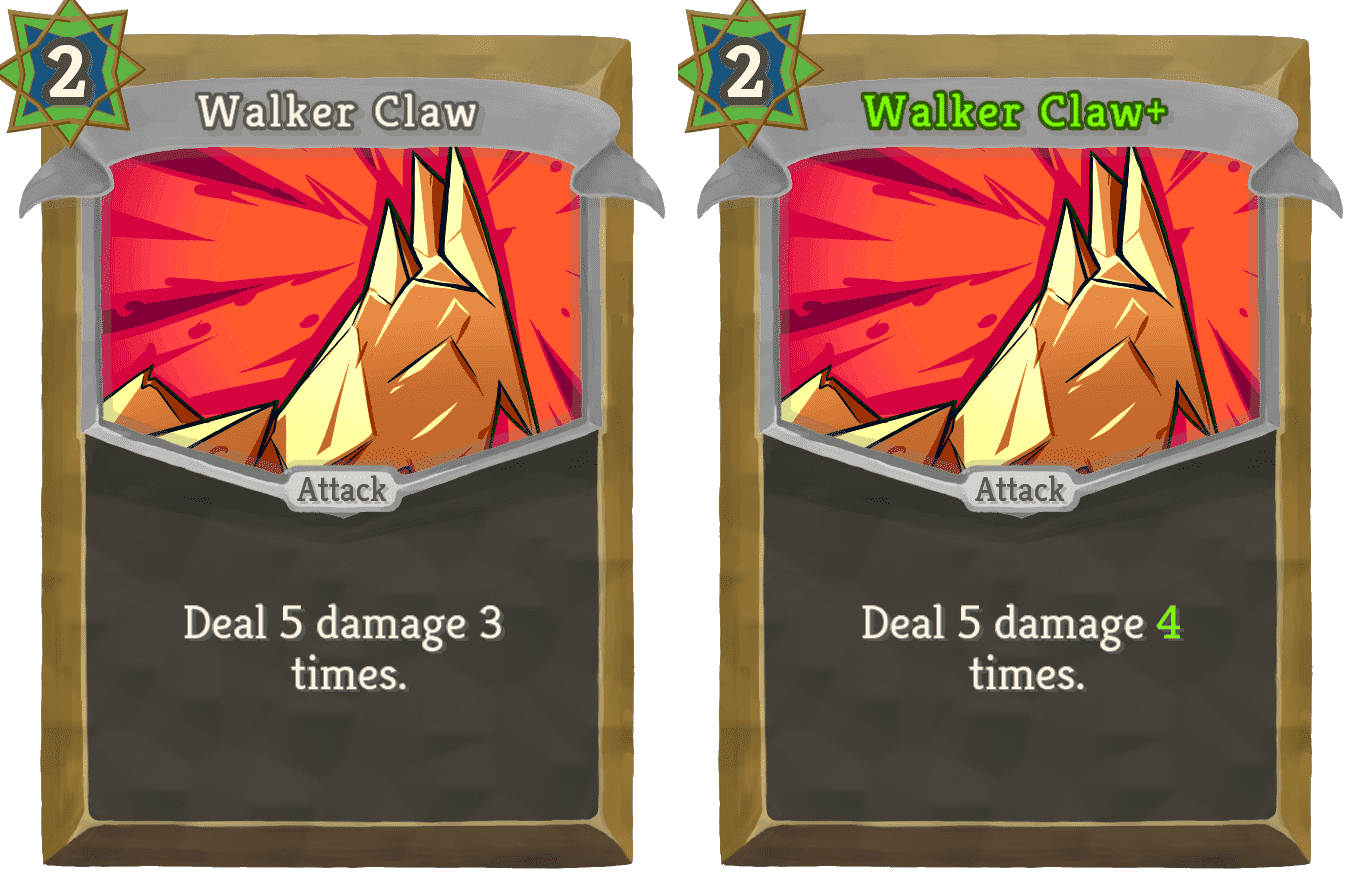 2
Walker Claw
Attack
Deal 5 damage 3
times.
2
Walker Claw+
Attack
Deal 5 damage 4
times.